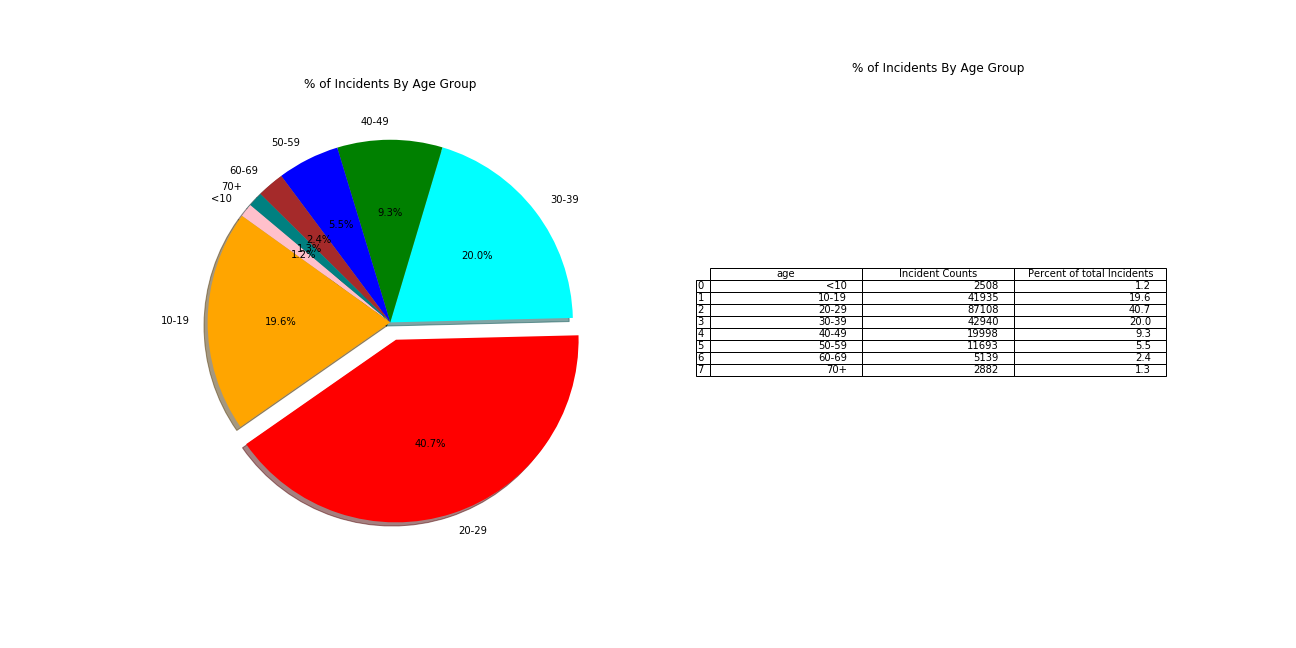 % of Incidents By Age Group
40-49
50-59
60-69
70+
<10
30-39
10-19
20-29
9.3%
5.5%
2.4%
1.3%
1.2%
20.0%
19.6%
40.7%
% of Incidents By Age Group
age Incident Counts Percent of total Incidents
0 <10 2508 1.2
1 10-19 41935 19.6
2 20-29 87108 40.7
3 30-39 42940 20.0
4 40-49 19998 9.3
5 50-59 11693 5.5
6 60-69 5139 2.4
7 70+ 2882 1.3